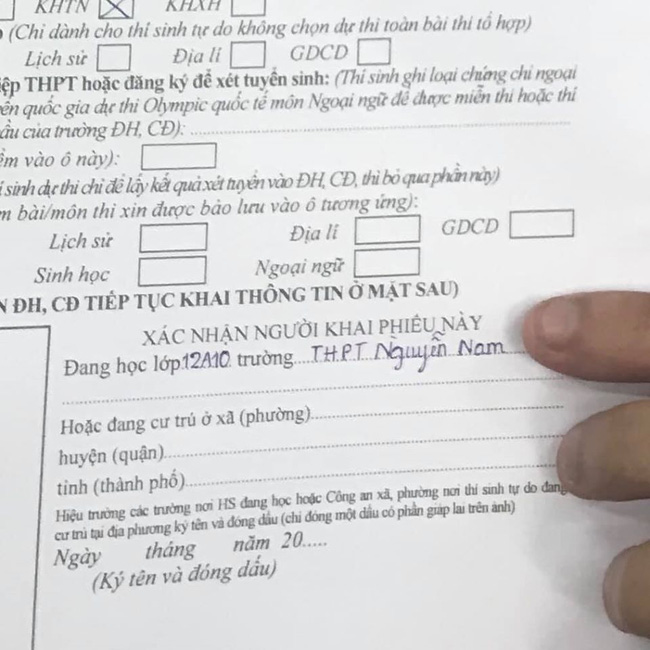 KHTN KHXH
(Chỉ dành cho thí sinh tự do không chọn dự thi toàn bài thi tổ hợp)
Lịch sử Địa lí GDCD
ệp THPT hoặc đăng ký để xét tuyển sinh: (Thí sinh ghi loại chứng chỉ ngoại
ển quốc gia dự thi Olympic quốc tế môn Ngoại ngữ để được miễn thi hoặc thí
ầu của trường ĐH, CĐ):
ểm vào ô này):
í sinh dự thi chỉ để lấy kết quả xét tuyển vào ĐH, CĐ, thì bỏ qua phần này)
m bài/môn thi xin được bảo lưu vào ô tương ứng):
Lịch sử Địa lí GDCD
Sinh học Ngoại ngữ
N ĐH, CĐ TIẾP TỤC KHAI THÔNG TIN Ở MẶT SAU)
XÁC NHẬN NGƯỜI KHAI PHIẾU NÀY
Đang học lớp 12A10 trường....THPT Nguyễn Nam
Hoặc đang cư trú ở xã (phường)
huyện (quận)
tỉnh (thành phố)
Hiệu trưởng các trường nơi HS đang học hoặc Công an xã, phường nơi thí sinh tự do đang
cư trú tại địa phương ký tên và đóng dấu (chỉ đóng một dấu có phần giáp lai trên ảnh)
Ngày tháng năm 20.....
(Ký tên và đóng dấu)